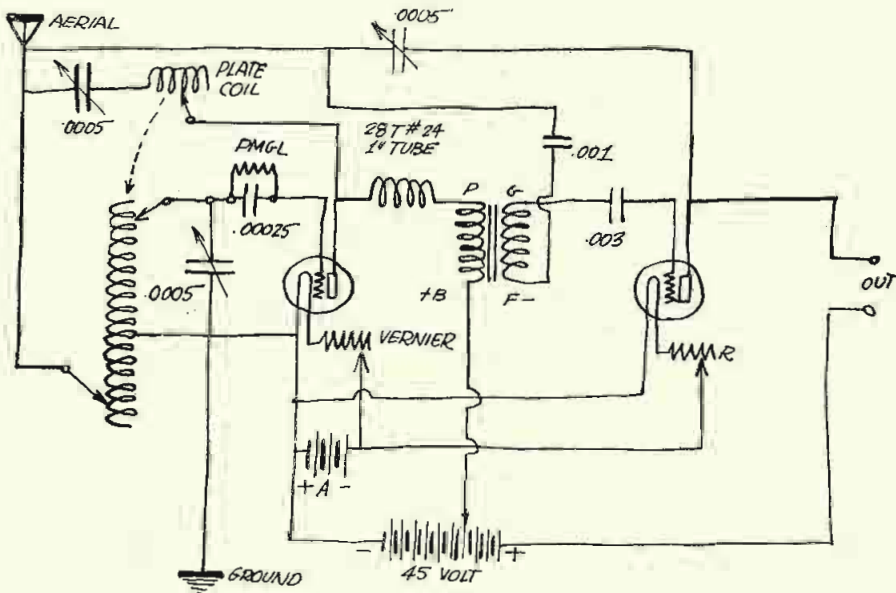 .0005
AERIAL
PLATE
COIL
.0005
28T #24
1" TUBE
.001
PMGL
P G
.00025
.003
.0005
+B F-
OUT
VERNIER
R
+ A -
- +
45 VOLT
GROUND